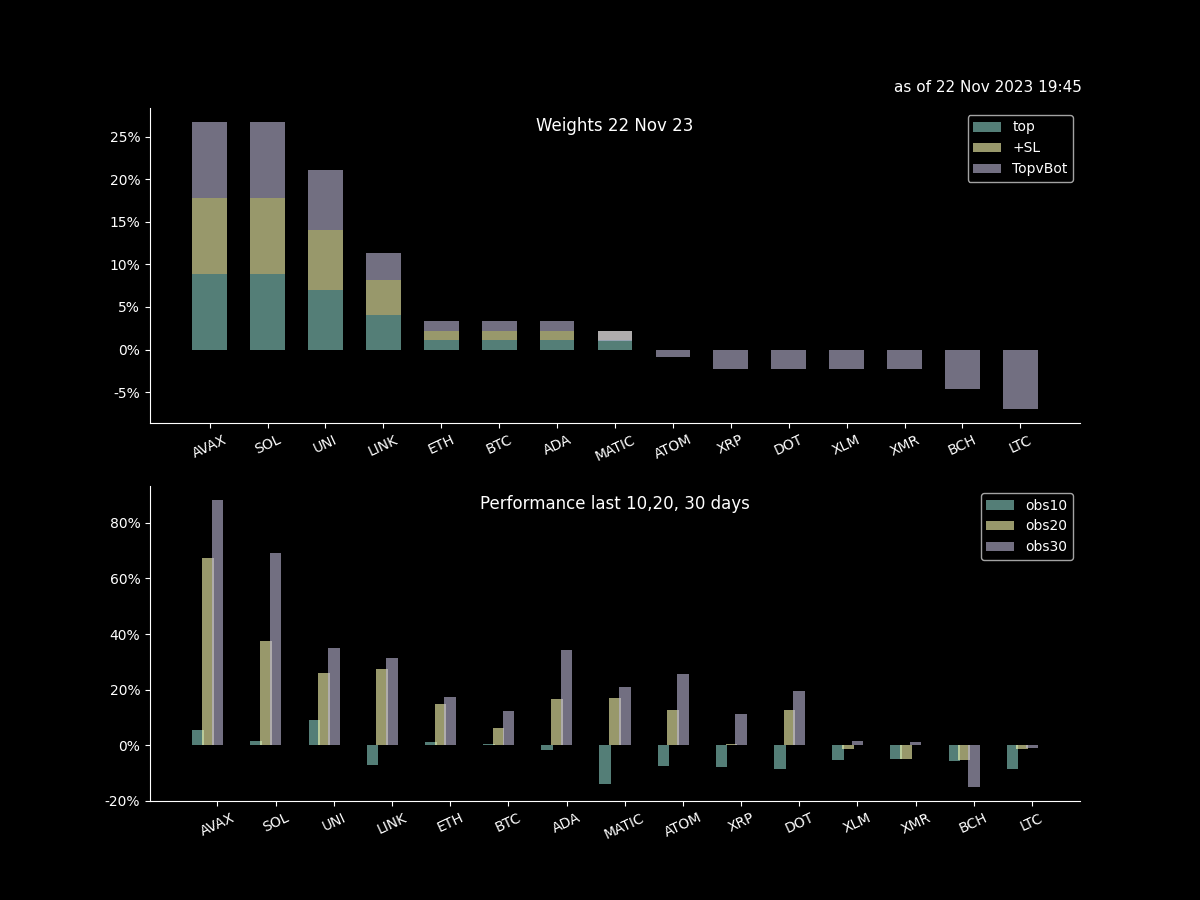 as of 22 Nov 2023 19:45
Weights 22 Nov 23
top
+SL
TopvBot
25%
20%
15%
10%
5%
0%
-5%
AVAX SOL UNI LINK ETH BTC ADA MATIC ATOM XRP DOT XLM XMR BCH LTC
Performance last 10,20, 30 days
obs10
obs20
obs30
80%
60%
40%
20%
0%
-20%
AVAX SOL UNI LINK ETH BTC ADA MATIC ATOM XRP DOT XLM XMR BCH LTC